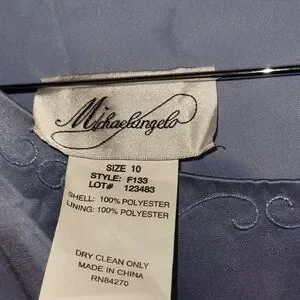 Michaelangelo
SIZE 10
STYLE: F133
LOT# 123483
SHELL: 100% POLYESTER
LINING: 100% POLYESTER
DRY CLEAN ONLY
MADE IN CHINA
RN84270